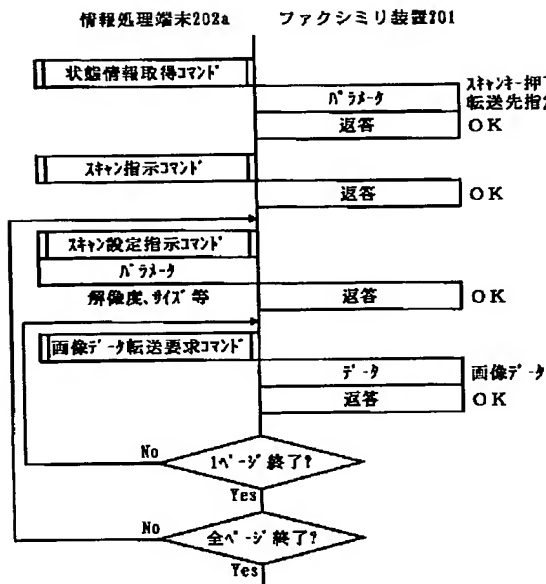 情報処理端末202a ファクシミリ装置201
状態情報取得コマンド
パラメータ
スキャンキー押下
転送先指
返答 OK
スキャン指示コマンド
返答 OK
スキャン設定指示コマンド
パラメータ
解像度、サイズ等
返答 OK
画像データ転送要求コマンド
データ 画像データ
返答 OK
No
1ページ終了?
Yes
No
全ページ終了?
Yes